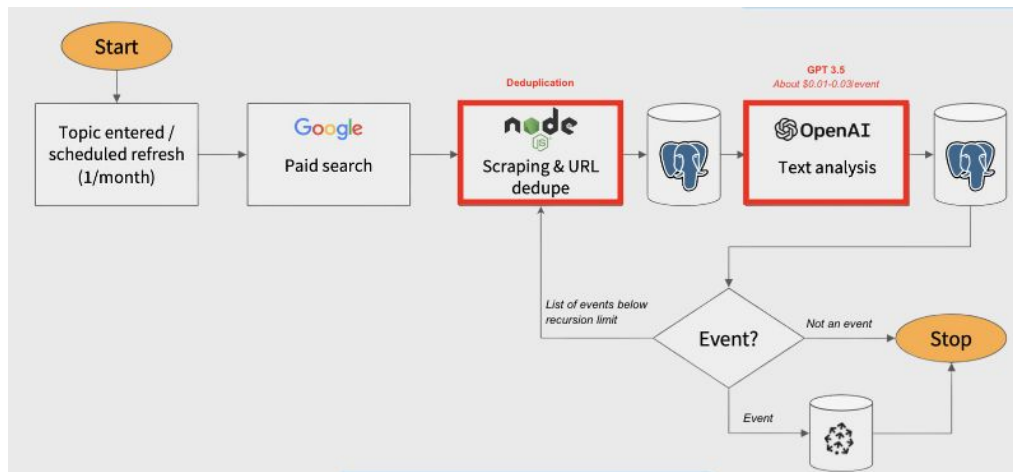 Start
Topic entered /
scheduled refresh
(1/month)
Google
Paid search
Deduplication
node
JS
Scraping & URL
dedupe
GPT 3.5
About $0.01-0.03/event
OpenAI
Text analysis
List of events below
recursion limit
Event?
Not an event
Stop
Event